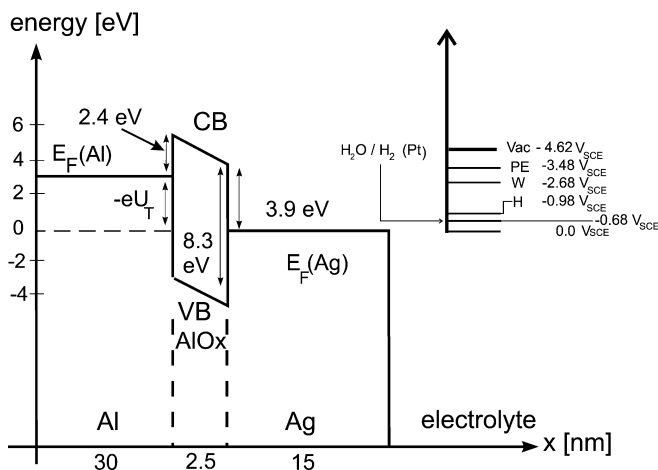 energy [eV]
6
4
2
0
-2
-4
2.4 eV
CB
E_F(Al)
-eU_T
3.9 eV
8.3
eV
E_F(Ag)
VB
AlOx
Al
Ag
electrolyte
x [nm]
30
2.5
15
H₂O / H₂ (Pt)
Vac - 4.62 V_SCE
PE -3.48 V_SCE
W -2.68 V_SCE
H -0.98 V_SCE
-0.68 V_SCE
0.0 V_SCE